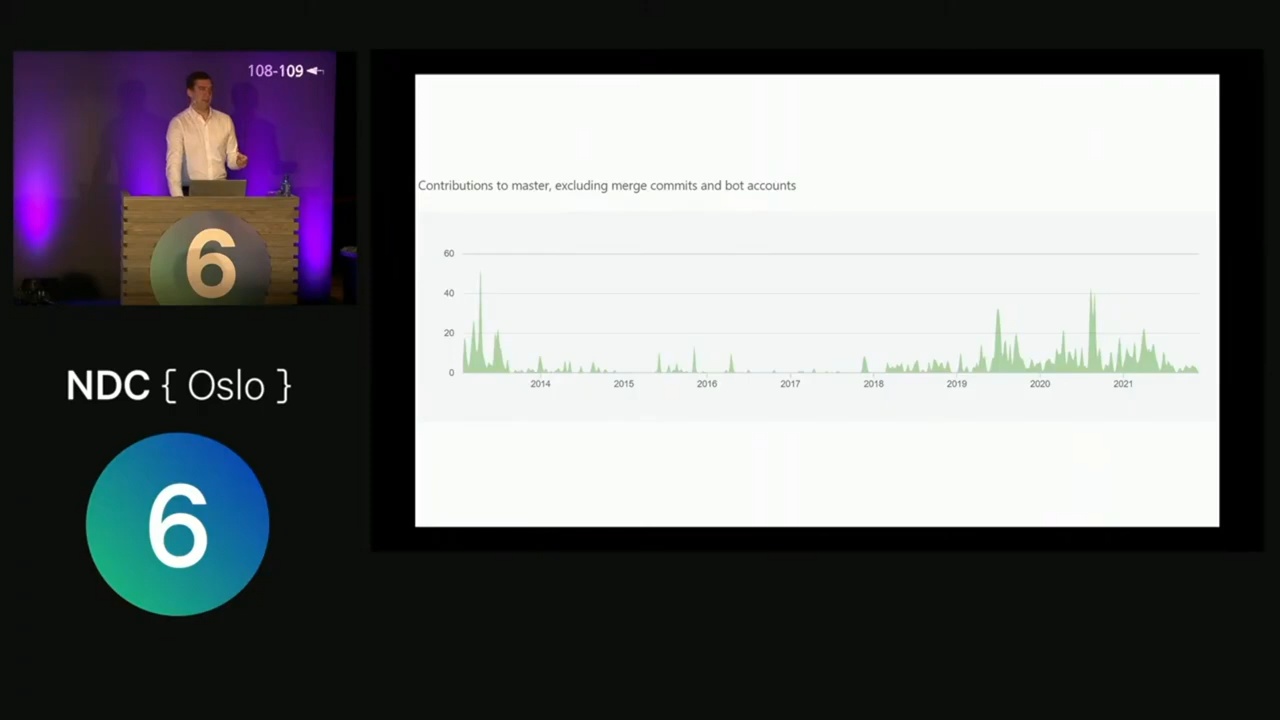 108-109
6
NDC { Oslo }
6
Contributions to master, excluding merge commits and bot accounts
60
40
20
0
2014 2015 2016 2017 2018 2019 2020 2021